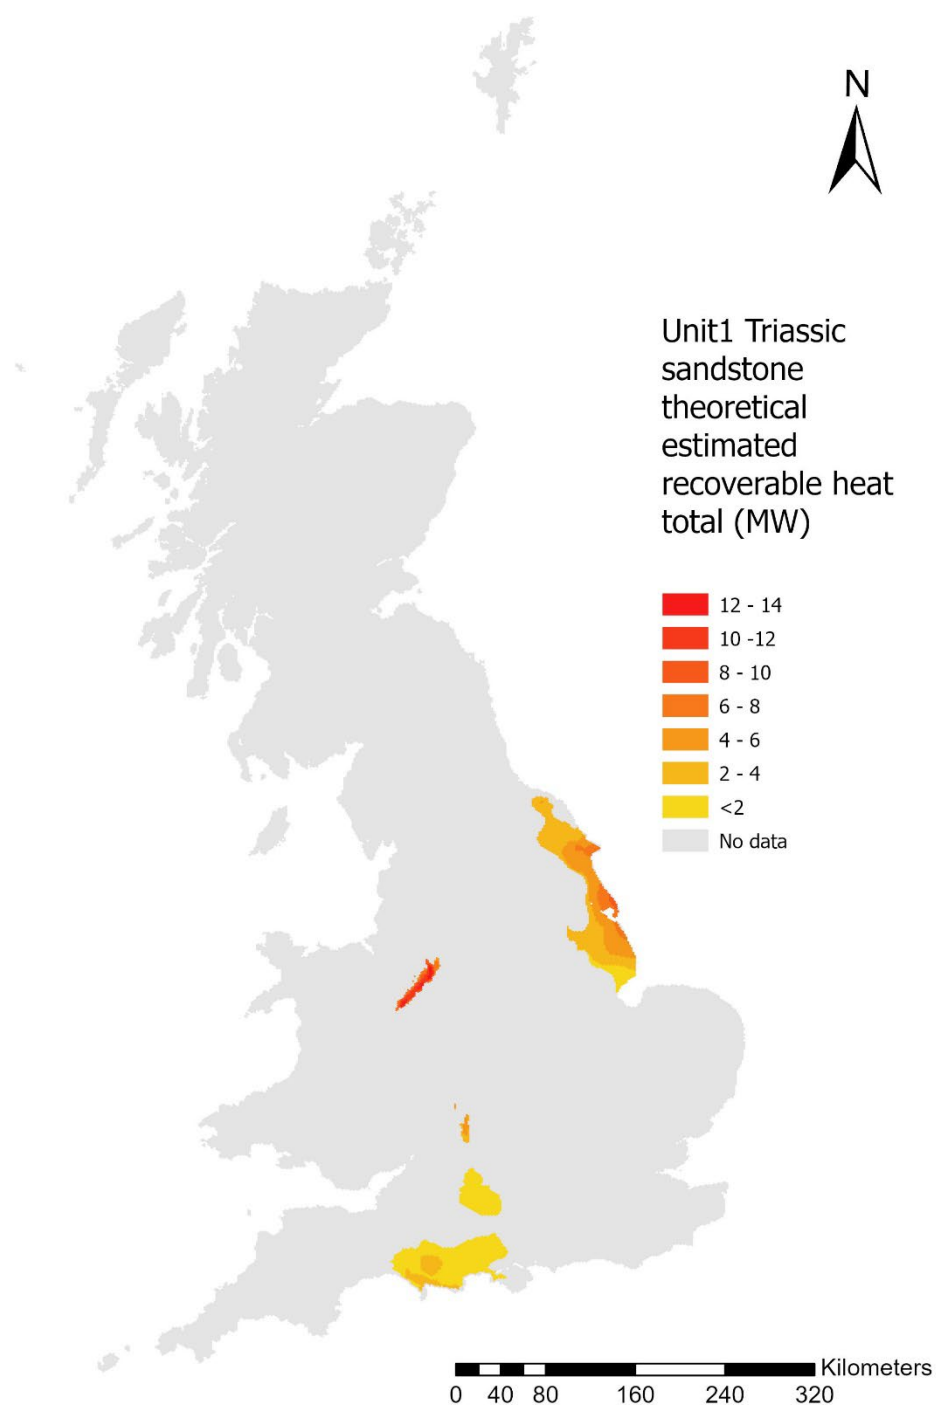 N
Unit1 Triassic
sandstone
theoretical
estimated
recoverable heat
total (MW)
12 - 14
10 -12
8 - 10
6 - 8
4 - 6
2 - 4
<2
No data
Kilometers
0 40 80 160 240 320